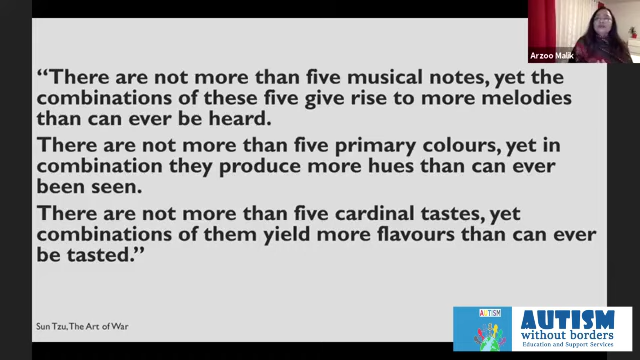 Arzoo Malik
“There are not more than five musical notes, yet the
combinations of these five give rise to more melodies
than can ever be heard.
There are not more than five primary colours, yet in
combination they produce more hues than can ever
been seen.
There are not more than five cardinal tastes, yet
combinations of them yield more flavours than can ever
be tasted.”
Sun Tzu, The Art of War
AUTISM
AUTISM
without borders
Education and Support Services